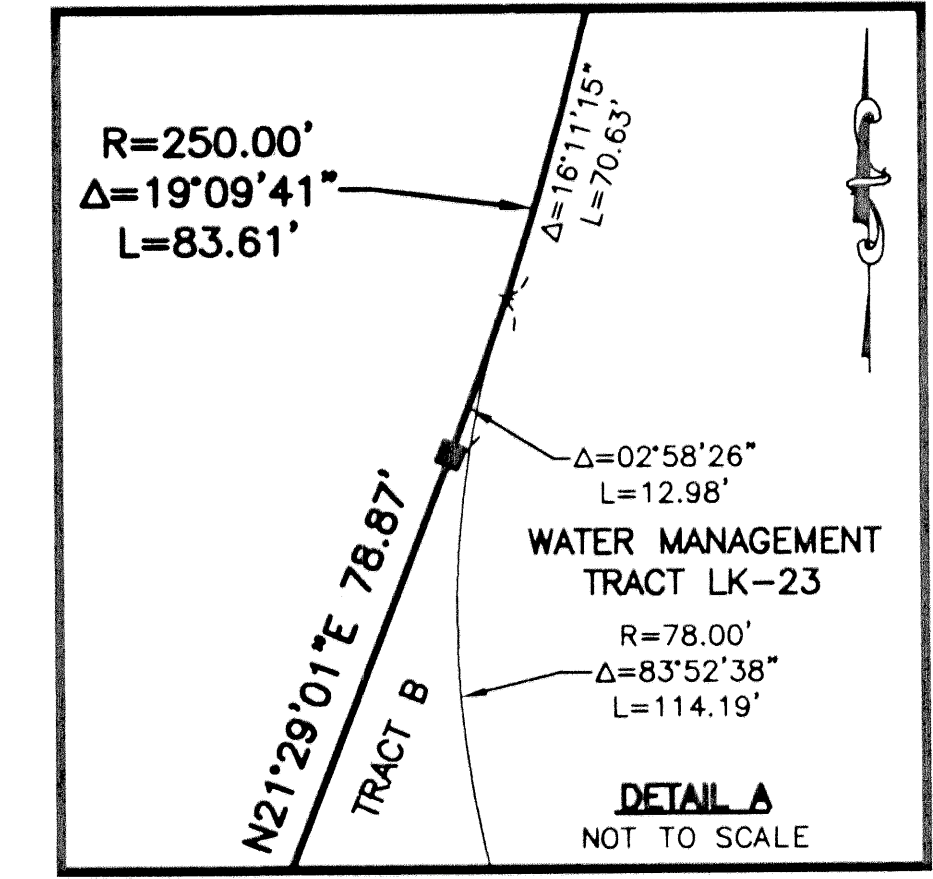 R=250.00'
Δ=19°09'41"
L=83.61'
Δ=16°11'15"
L=70.63'
Δ=02°58'26"
L=12.98'
WATER MANAGEMENT
TRACT LK-23
R=78.00'
Δ=83°52'38"
L=114.19'
N21°29'01"E 78.87'
TRACT B
DETAIL A
NOT TO SCALE